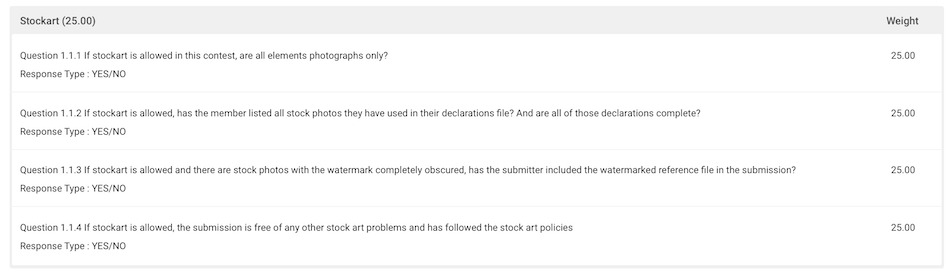 Stockart (25.00) Weight
Question 1.1.1 If stockart is allowed in this contest, are all elements photographs only? 25.00
Response Type : YES/NO
Question 1.1.2 If stockart is allowed, has the member listed all stock photos they have used in their declarations file? And are all of those declarations complete? 25.00
Response Type : YES/NO
Question 1.1.3 If stockart is allowed and there are stock photos with the watermark completely obscured, has the submitter included the watermarked reference file in the submission? 25.00
Response Type : YES/NO
Question 1.1.4 If stockart is allowed, the submission is free of any other stock art problems and has followed the stock art policies 25.00
Response Type : YES/NO